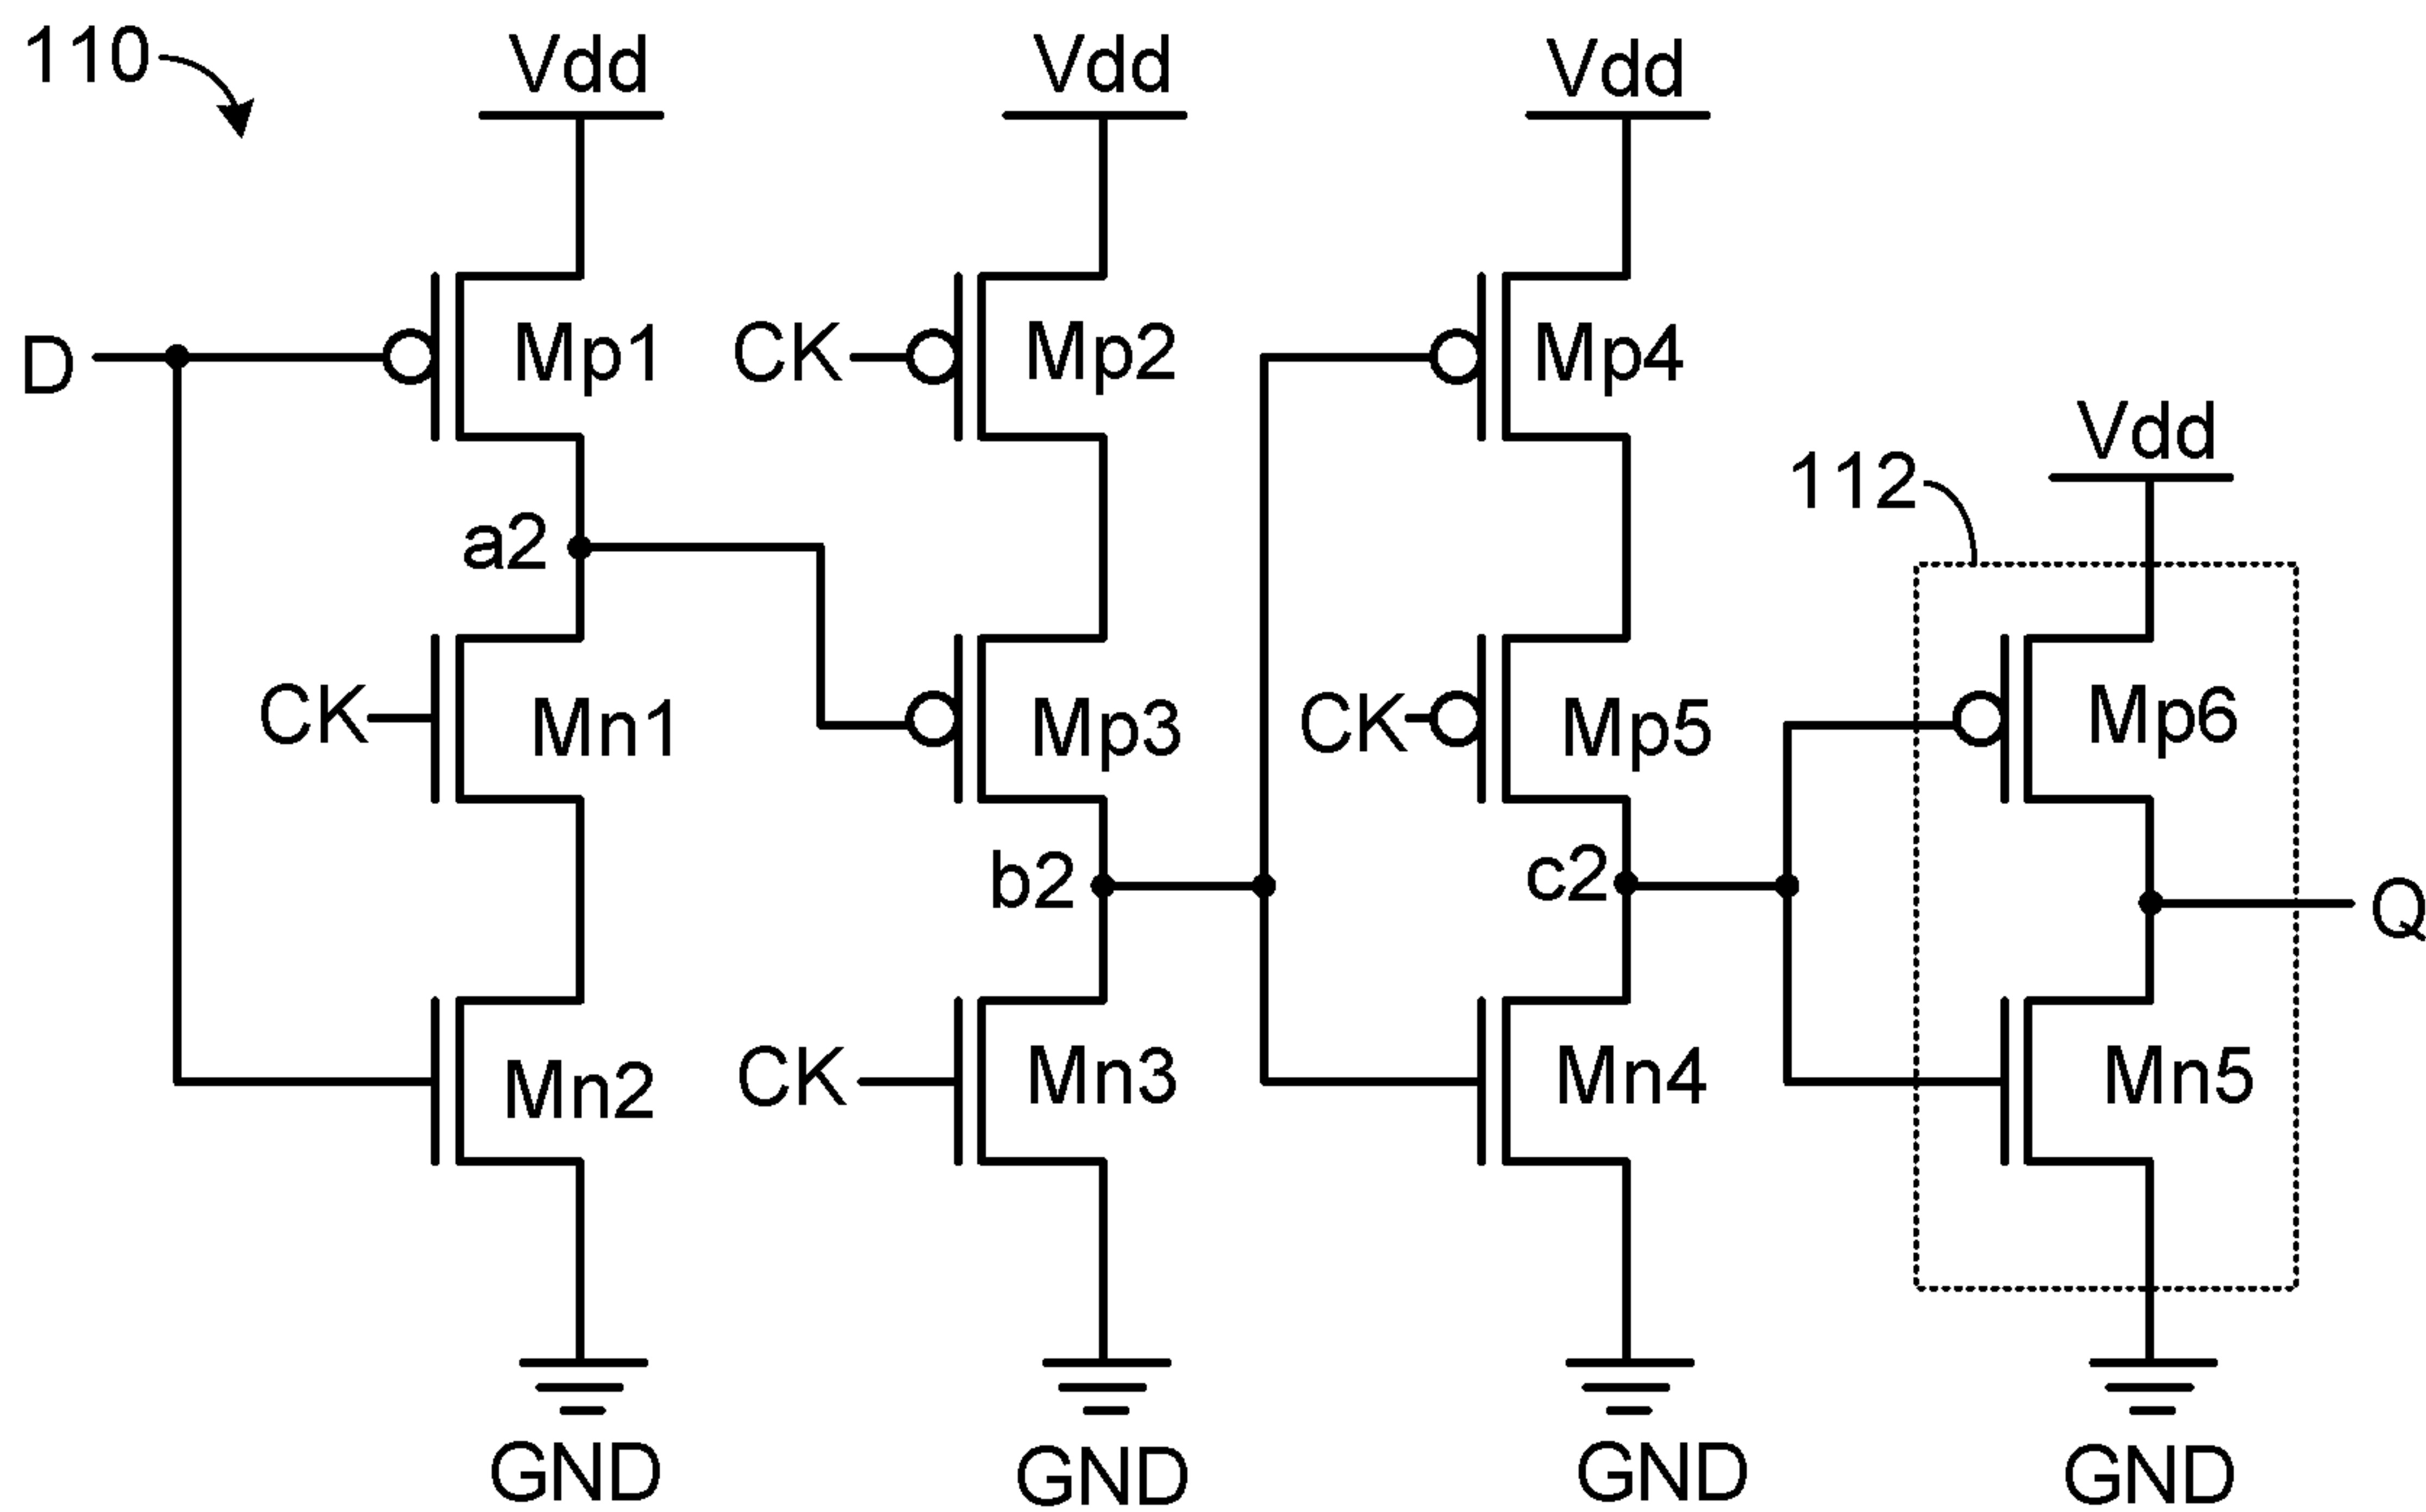 110
Vdd
Vdd
Vdd
D
Mp1
CK
Mp2
Mp4
Vdd
112
a2
CK
Mn1
Mp3
CK
Mp5
Mp6
b2
c2
Q
Mn2
CK
Mn3
Mn4
Mn5
GND
GND
GND
GND